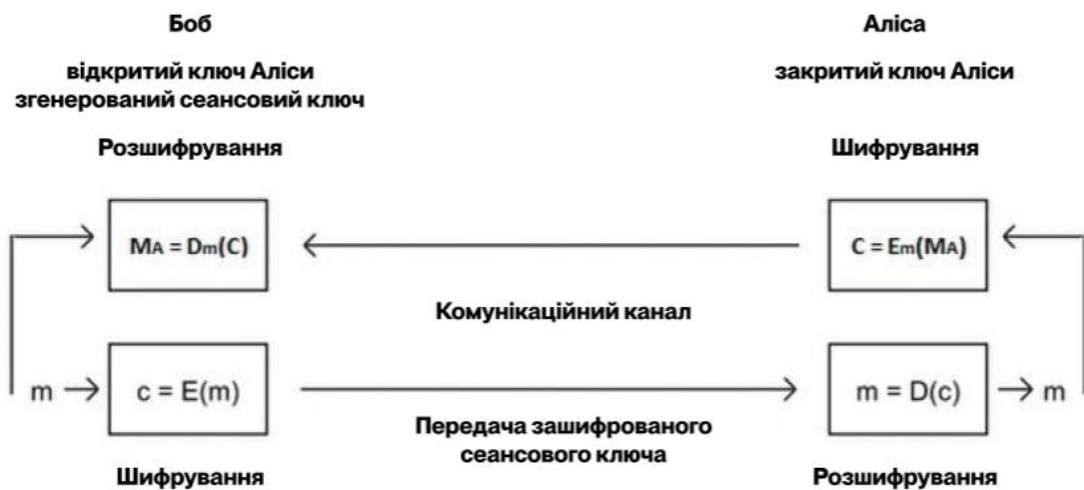 Боб
Аліса
відкритий ключ Аліси
згенерований сеансовий ключ
закритий ключ Аліси
Розшифрування
Шифрування
MA = Dm(C)
C = Em(MA)
Комунікаційний канал
m
c = E(m)
m = D(c)
m
Передача зашифрованого
сеансового ключа
Шифрування
Розшифрування